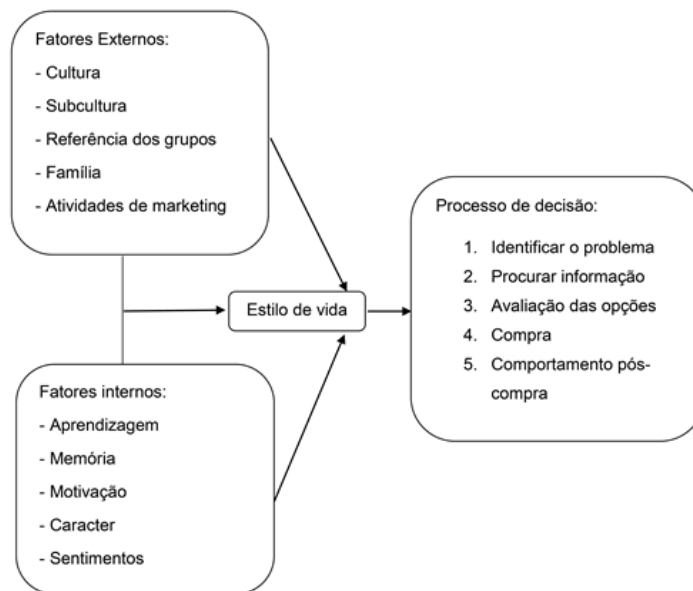 Fatores Externos:
- Cultura
- Subcultura
- Referência dos grupos
- Família
- Atividades de marketing
Estilo de vida
Fatores internos:
- Aprendizagem
- Memória
- Motivação
- Caracter
- Sentimentos
Processo de decisão:
1. Identificar o problema
2. Procurar informação
3. Avaliação das opções
4. Compra
5. Comportamento pós-
compra